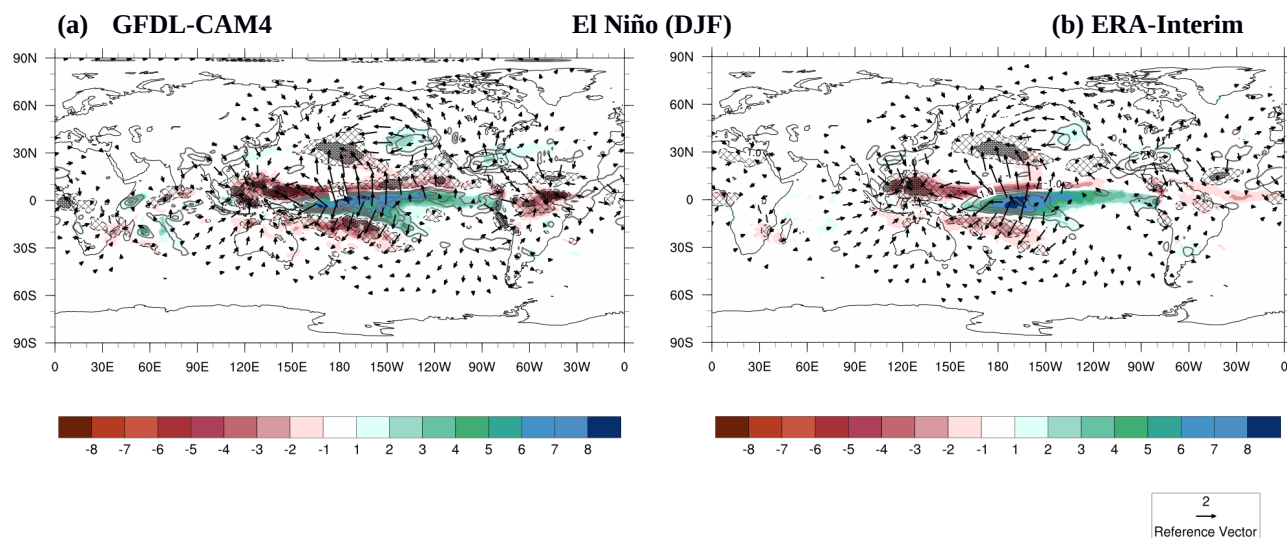 (a) GFDL-CAM4 El Niño (DJF) (b) ERA-Interim
90N 90N
60N 60N
30N 30N
0 0
30S 30S
60S 60S
90S 90S
0 30E 60E 90E 120E 150E 180 150W 120W 90W 60W 30W 0 0 30E 60E 90E 120E 150E 180 150W 120W 90W 60W 30W 0
-8 -7 -6 -5 -4 -3 -2 -1 1 2 3 4 5 6 7 8 -8 -7 -6 -5 -4 -3 -2 -1 1 2 3 4 5 6 7 8
2
Reference Vector